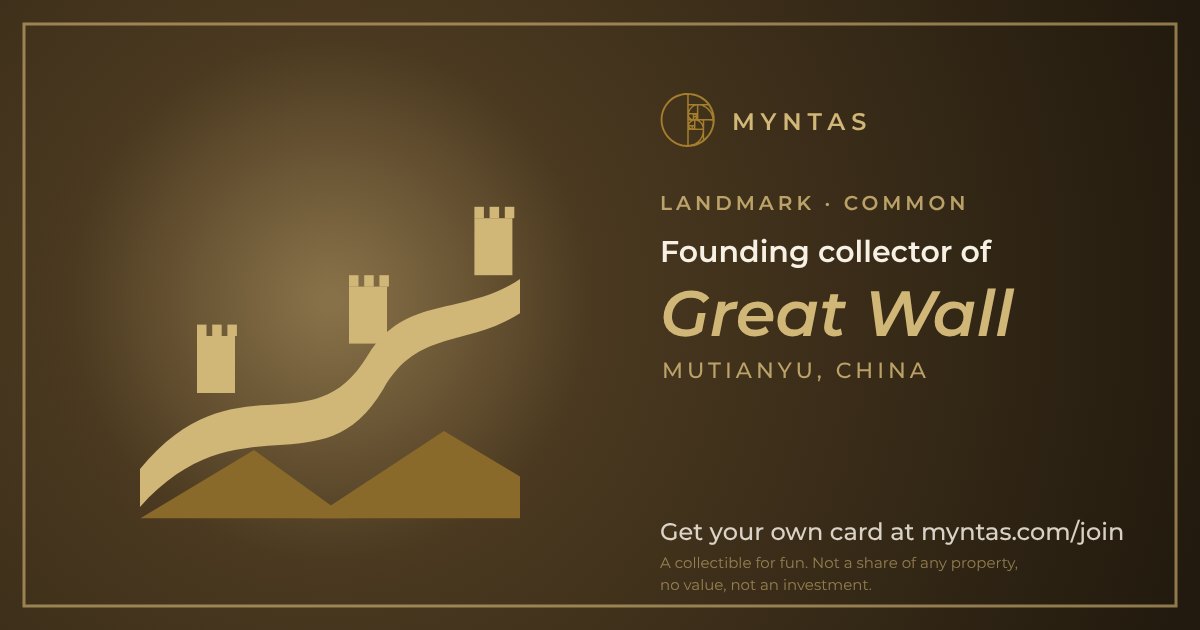 MYNTAS
LANDMARK · COMMON
Founding collector of
Great Wall
MUTIANYU, CHINA
Get your own card at myntas.com/join
A collectible for fun. Not a share of any property,
no value, not an investment.